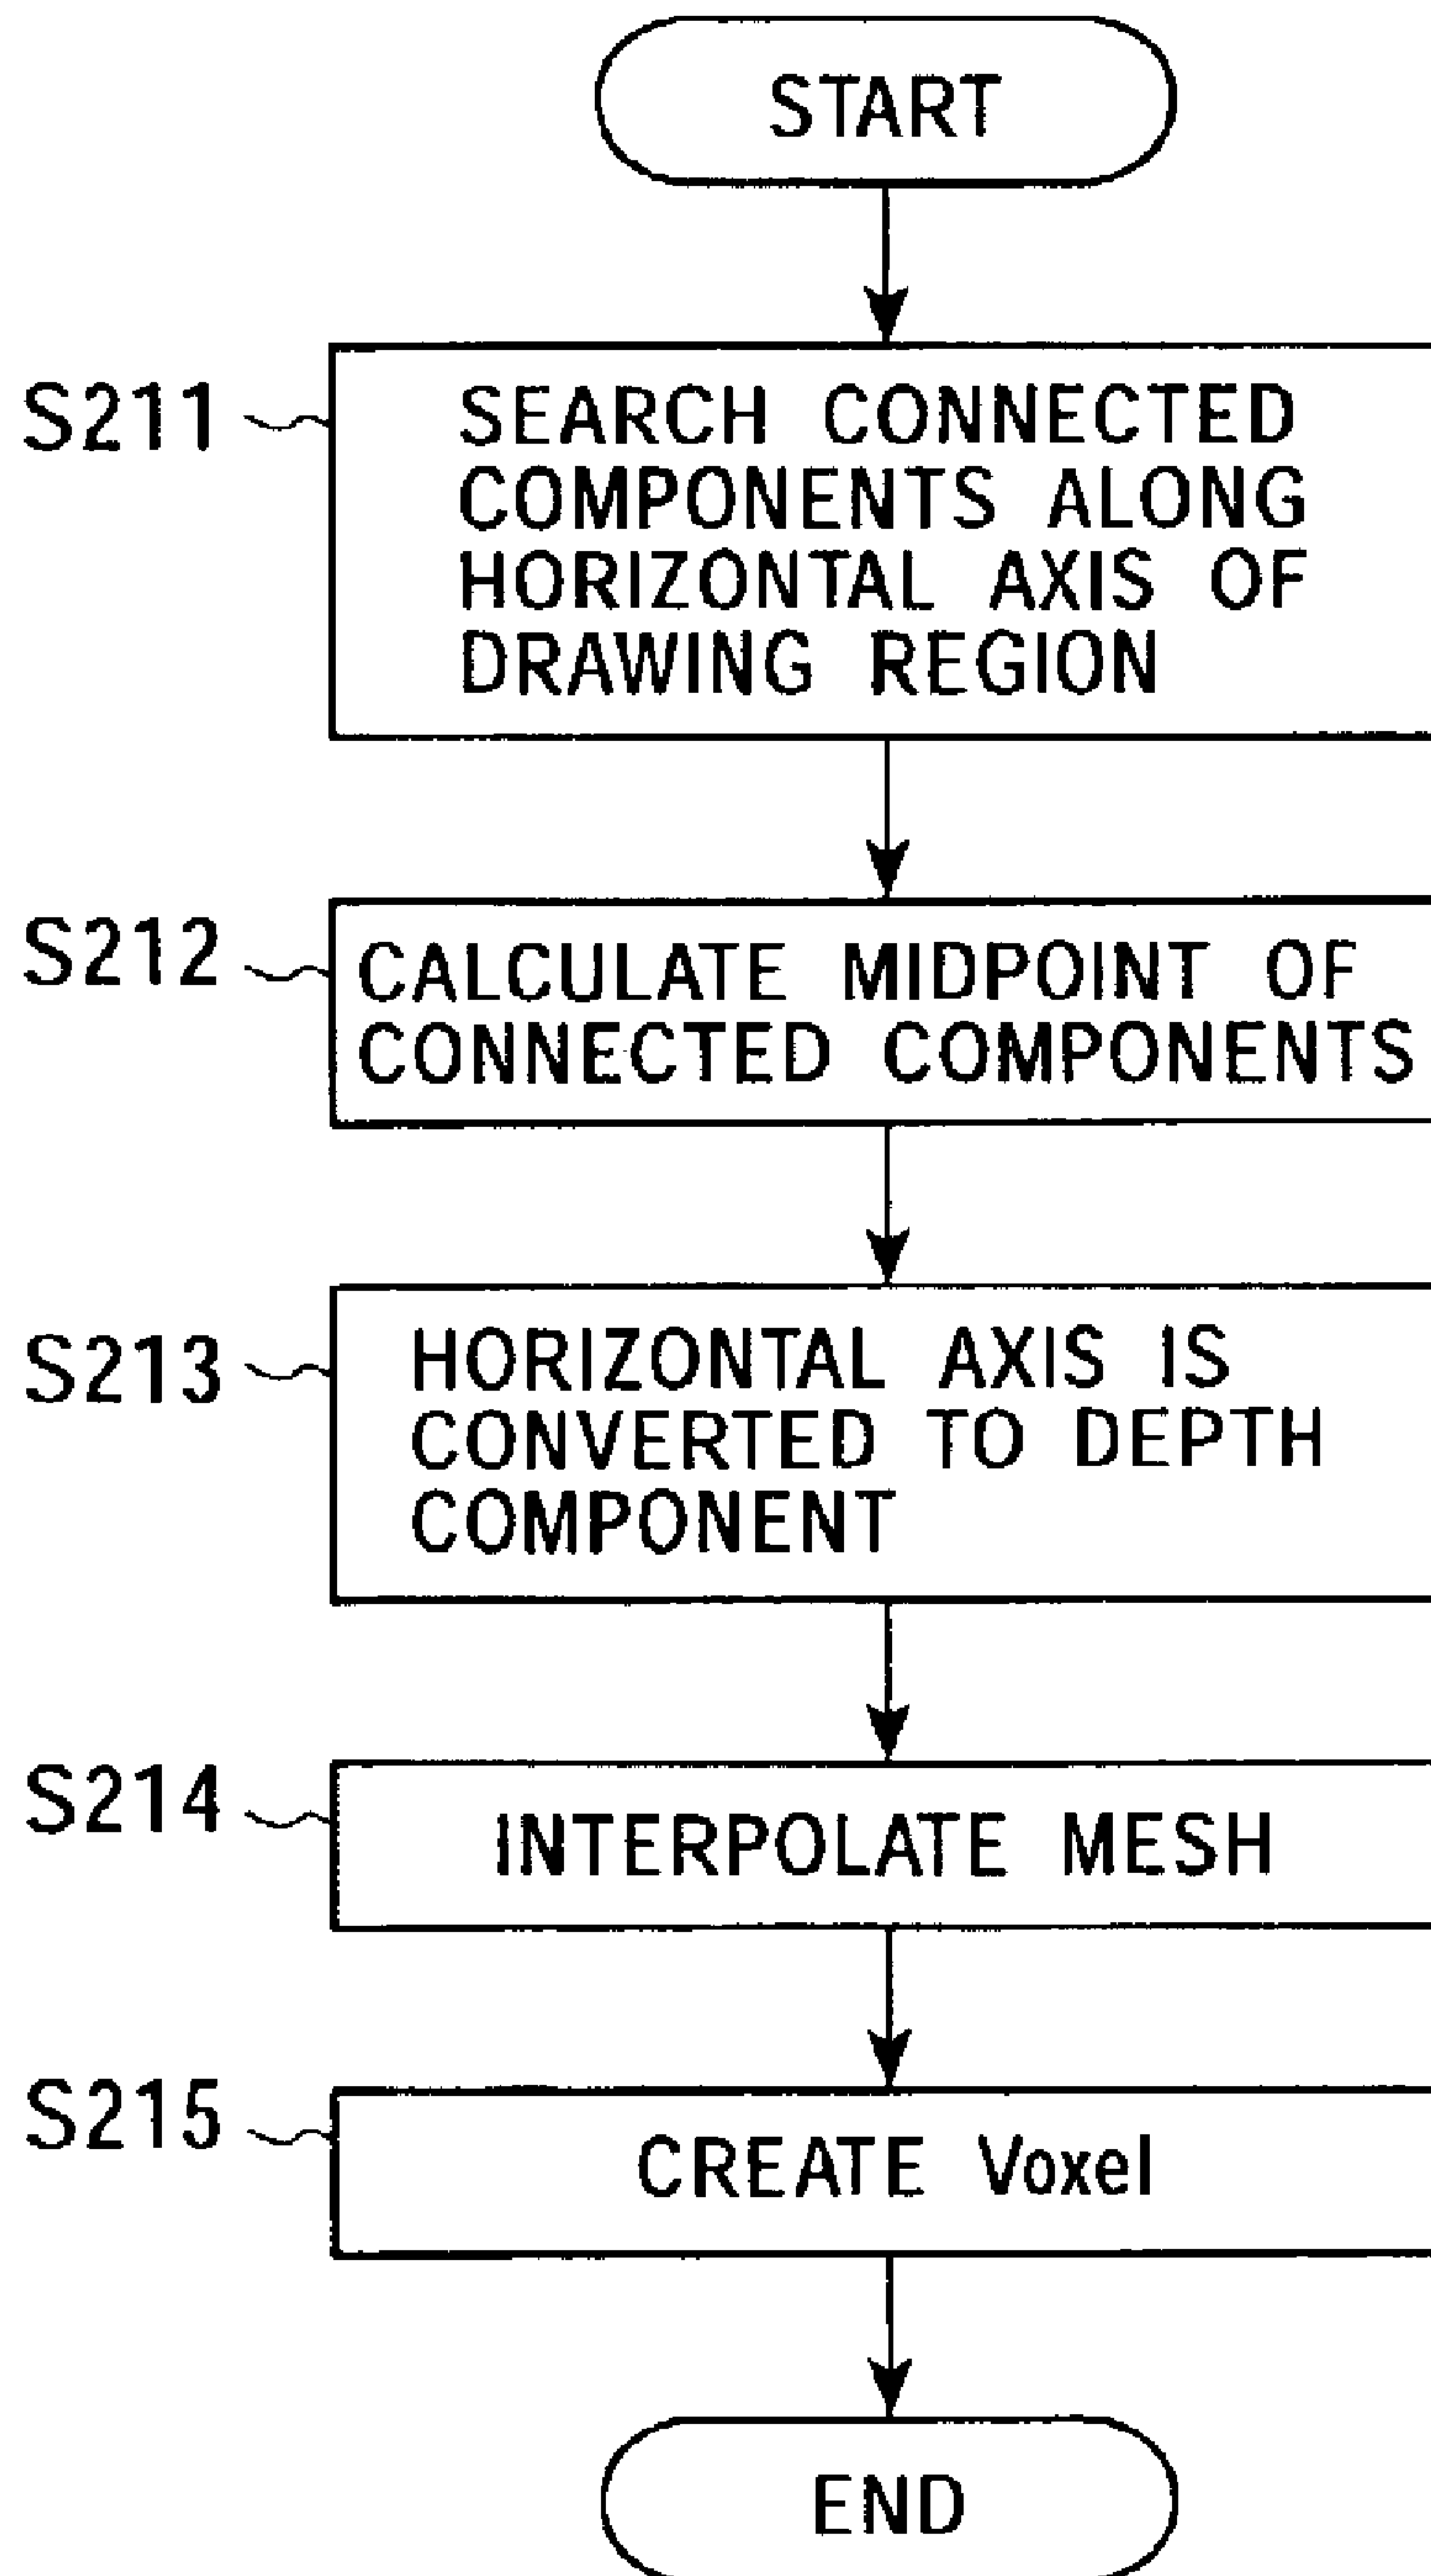 START
S211
SEARCH CONNECTED
COMPONENTS ALONG
HORIZONTAL AXIS OF
DRAWING REGION
S212
CALCULATE MIDPOINT OF
CONNECTED COMPONENTS
S213
HORIZONTAL AXIS IS
CONVERTED TO DEPTH
COMPONENT
S214
INTERPOLATE MESH
S215
CREATE Voxel
END